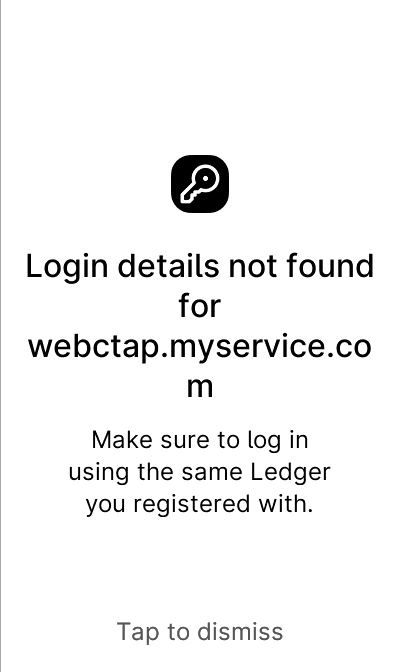 Login details not found
for
webctap.myservice.co
m
Make sure to log in
using the same Ledger
you registered with.
Tap to dismiss